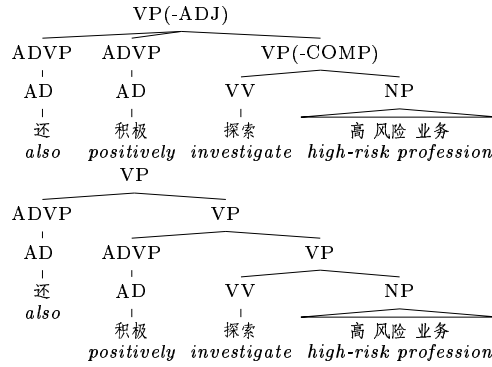 VP(-ADJ)
ADVP ADVP VP(-COMP)
AD AD VV NP
还 积极 探索 高 风险 业务
also positively investigate high-risk profession
VP
ADVP VP
AD ADVP VP
还 AD VV NP
also
积极 探索 高 风险 业务
positively investigate high-risk profession